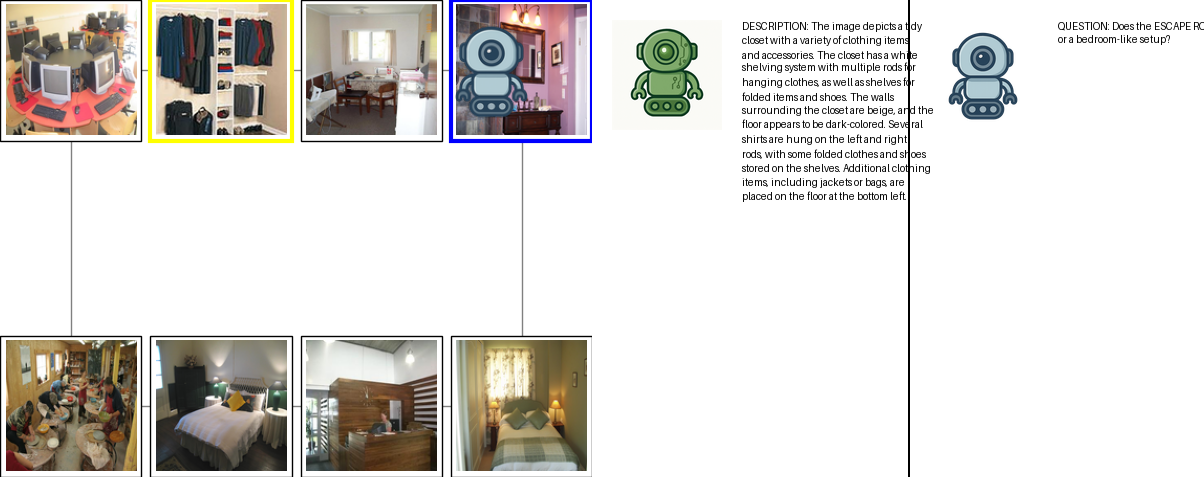 DESCRIPTION: The image depicts a tidy
closet with a variety of clothing items
and accessories. The closet has a white
shelving system with multiple rods for
hanging clothes, as well as shelves for
folded items and shoes. The walls
surrounding the closet are beige, and the
floor appears to be dark-colored. Several
shirts are hung on the left and right
rods, with some folded clothes and shoes
stored on the shelves. Additional clothing
items, including jackets or bags, are
placed on the floor at the bottom left.
QUESTION: Does the ESCAPE RO
or a bedroom-like setup?